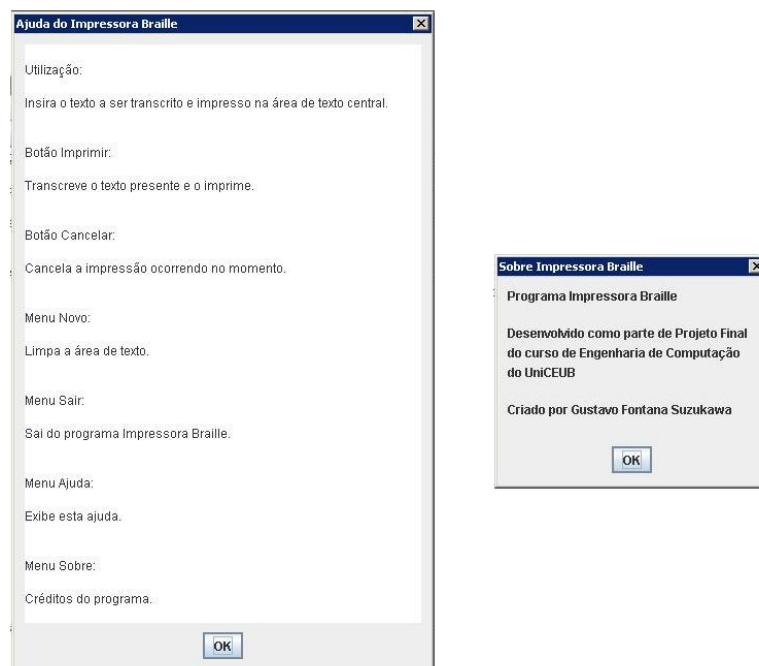 Ajuda do Impressora Braille
Utilização:
Insira o texto a ser transcrito e impresso na área de texto central.
Botão Imprimir:
Transcreve o texto presente e o imprime.
Botão Cancelar:
Cancela a impressão ocorrendo no momento.
Menu Novo:
Limpa a área de texto.
Menu Sair:
Sai do programa Impressora Braille.
Menu Ajuda:
Exibe esta ajuda.
Menu Sobre:
Créditos do programa.
OK
Sobre Impressora Braille
Programa Impressora Braille
Desenvolvido como parte de Projeto Final
do curso de Engenharia de Computação
do UniCEUB
Criado por Gustavo Fontana Suzukawa
OK